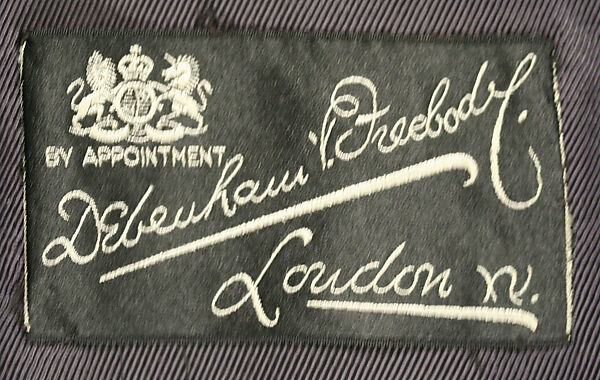 BY APPOINTMENT
Debenham & Freebody.
London W.